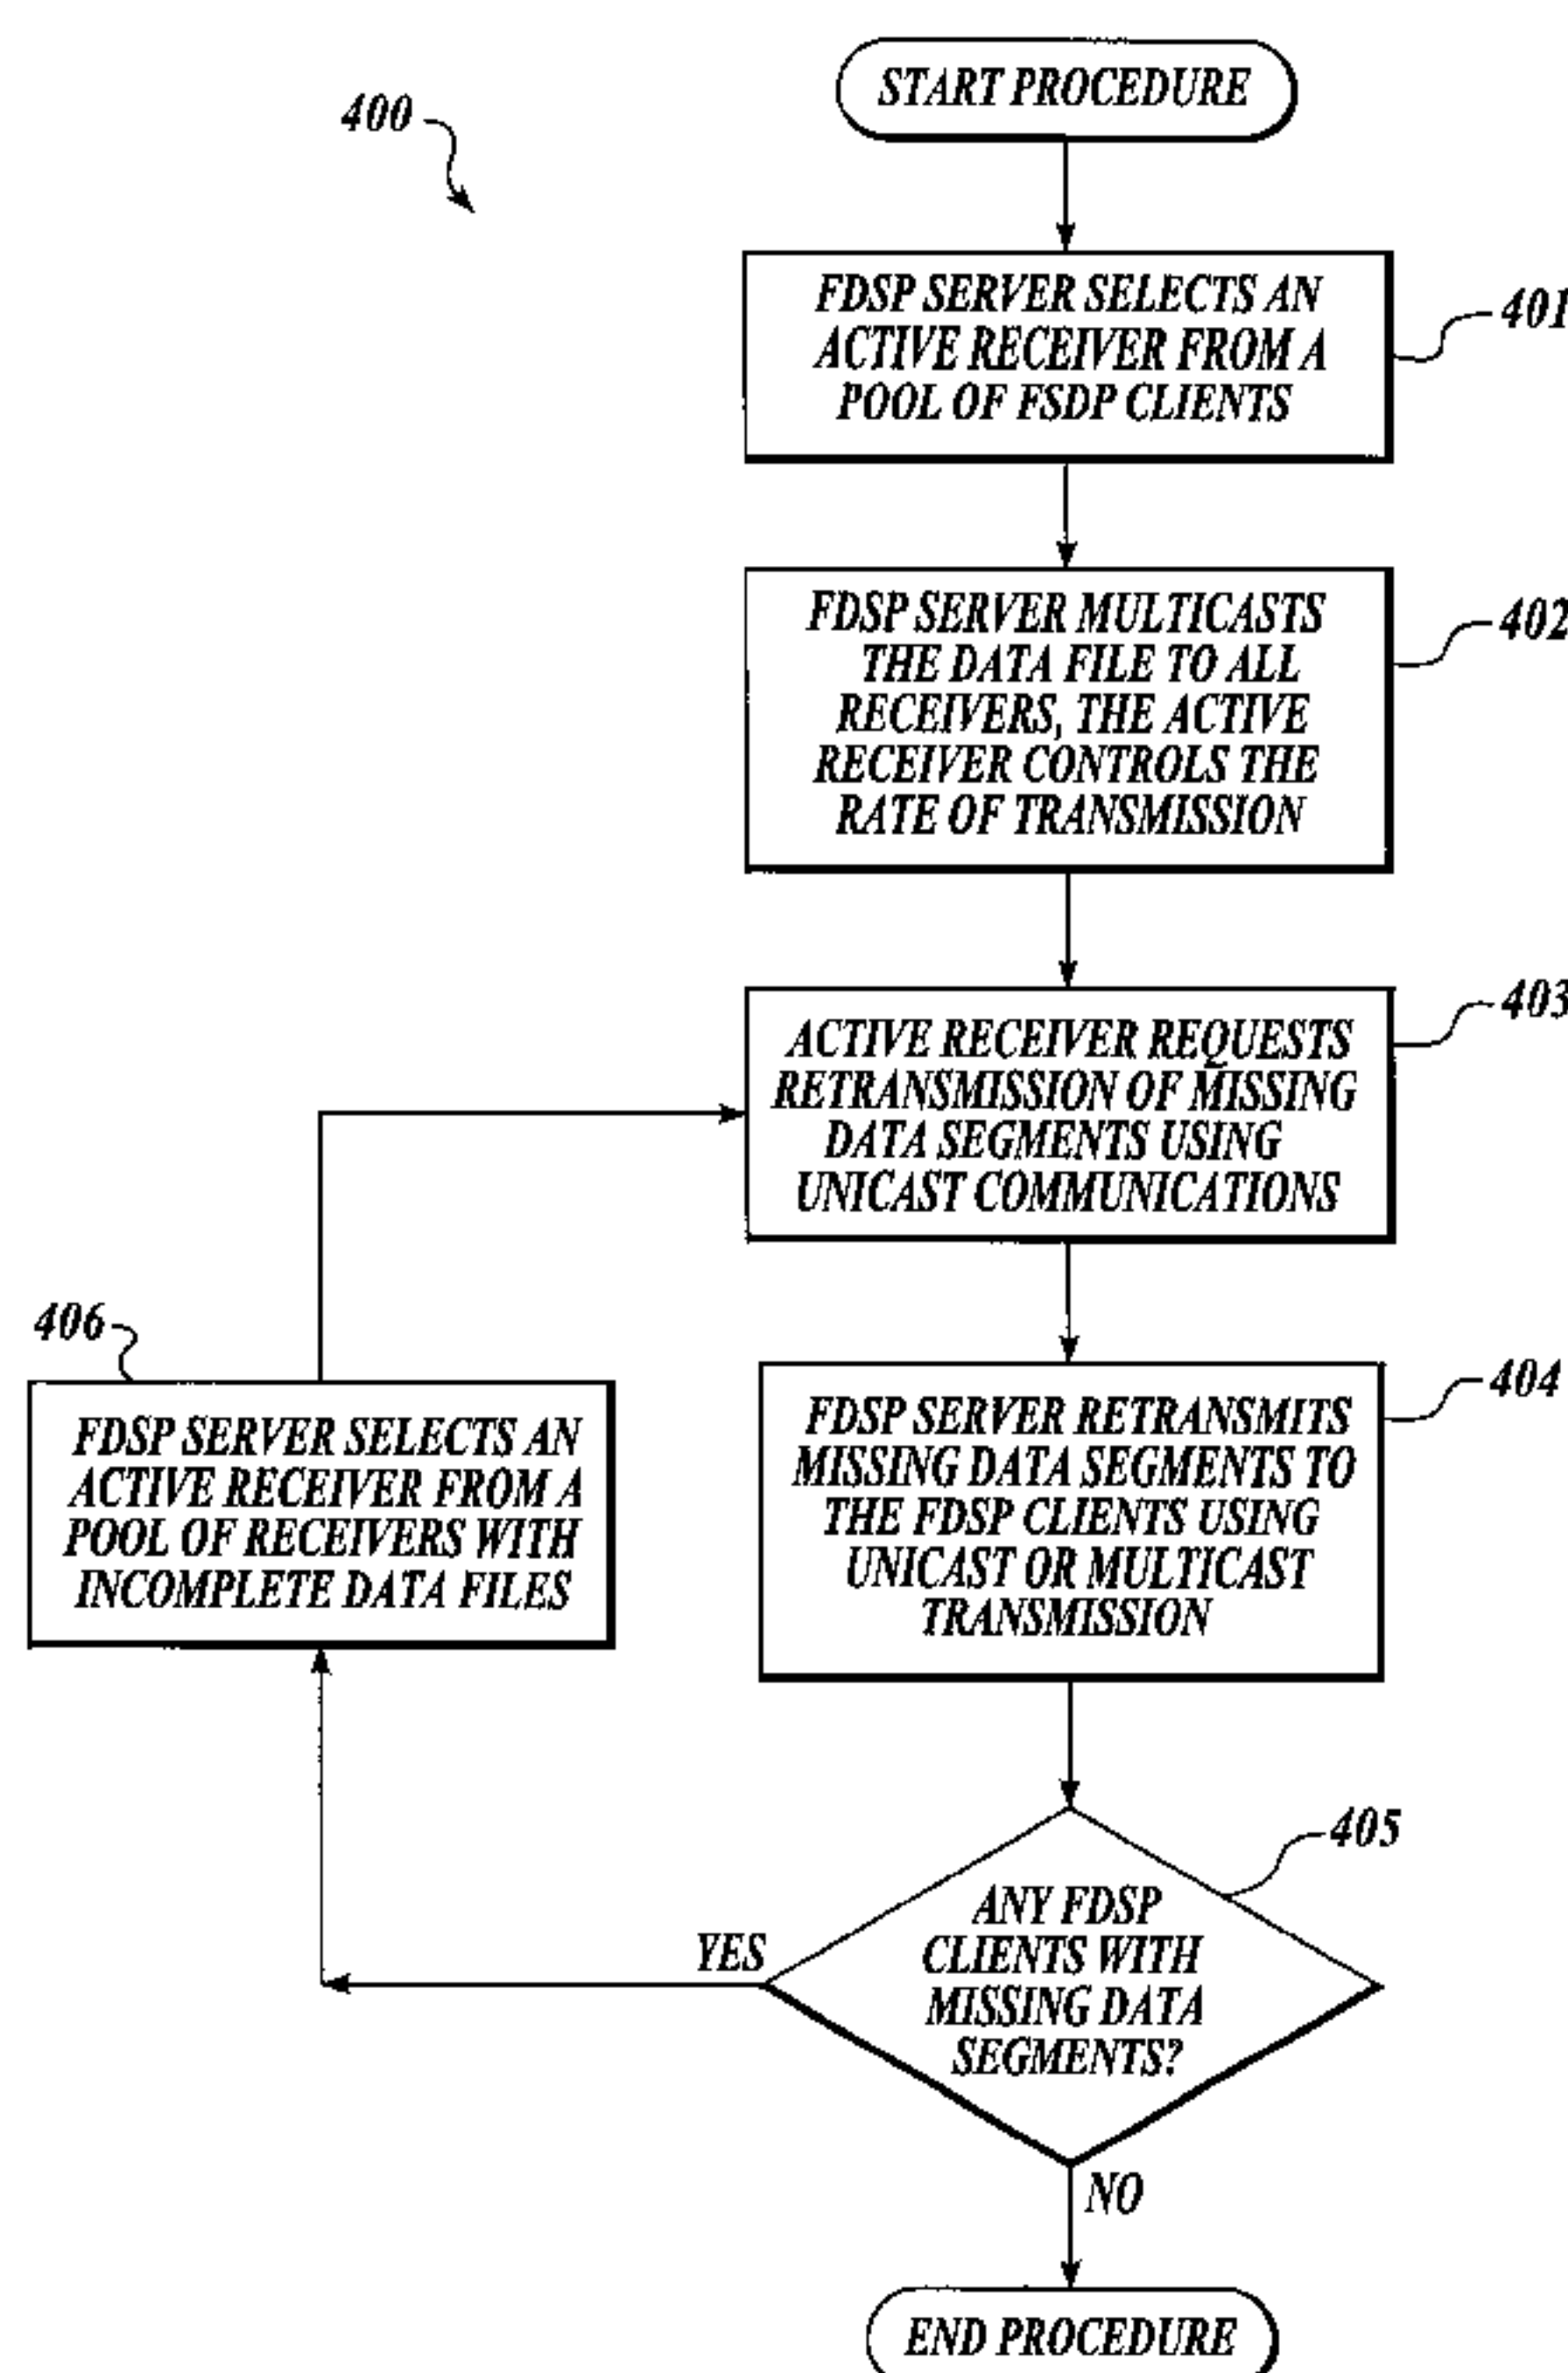 START PROCEDURE
400
FDSP SERVER SELECTS AN
ACTIVE RECEIVER FROM A
POOL OF FSDP CLIENTS
401
FDSP SERVER MULTICASTS
THE DATA FILE TO ALL
RECEIVERS, THE ACTIVE
RECEIVER CONTROLS THE
RATE OF TRANSMISSION
402
ACTIVE RECEIVER REQUESTS
RETRANSMISSION OF MISSING
DATA SEGMENTS USING
UNICAST COMMUNICATIONS
403
406
FDSP SERVER SELECTS AN
ACTIVE RECEIVER FROM A
POOL OF RECEIVERS WITH
INCOMPLETE DATA FILES
FDSP SERVER RETRANSMITS
MISSING DATA SEGMENTS TO
THE FDSP CLIENTS USING
UNICAST OR MULTICAST
TRANSMISSION
404
405
ANY FDSP
CLIENTS WITH
MISSING DATA
SEGMENTS?
YES
NO
END PROCEDURE